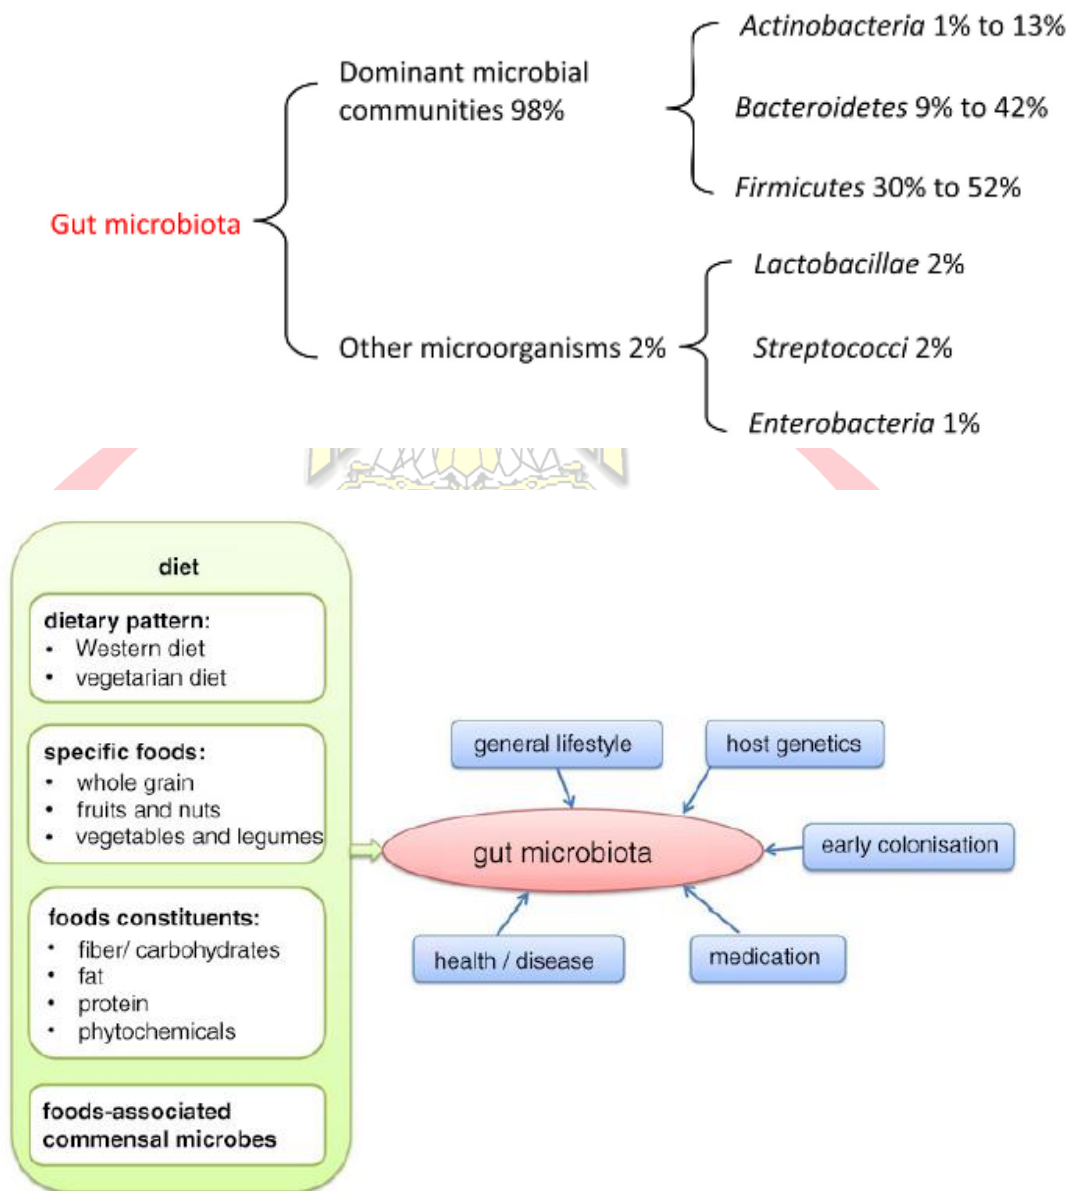 Actinobacteria 1% to 13%
Dominant microbial
communities 98%
Bacteroidetes 9% to 42%
Firmicutes 30% to 52%
Gut microbiota
Lactobacillae 2%
Other microorganisms 2%
Streptococci 2%
Enterobacteria 1%
diet
dietary pattern:
• Western diet
• vegetarian diet
specific foods:
• whole grain
• fruits and nuts
• vegetables and legumes
foods constituents:
• fiber/ carbohydrates
• fat
• protein
• phytochemicals
foods-associated
commensal microbes
general lifestyle
host genetics
gut microbiota
early colonisation
health / disease
medication